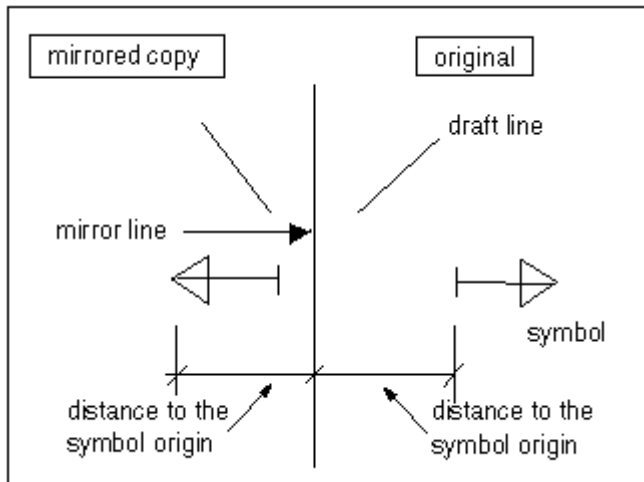 mirrored copy
original
draft line
mirror line
symbol
distance to the
symbol origin
distance to the
symbol origin